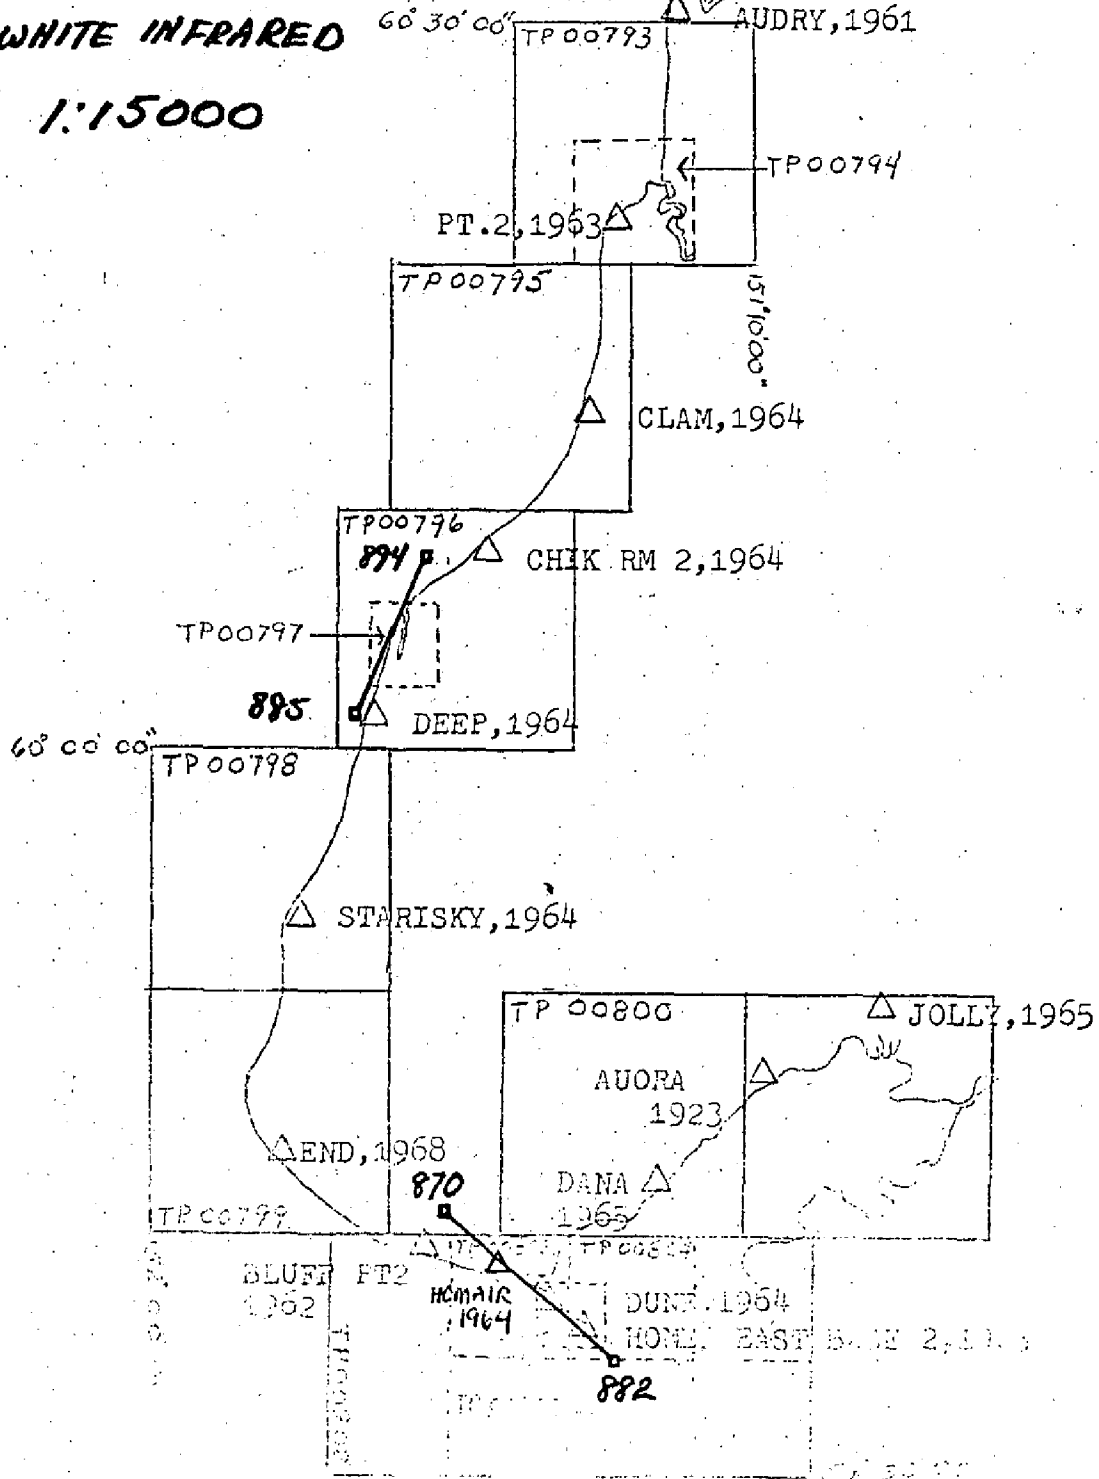 WHITE INFRARED
1:15000
60° 30' 00"
TP00793
AUDRY,1961
TP00794
PT.2,1963
TP00795
151°10'00"
CLAM,1964
TP00796
894
CHIK RM 2,1964
TP00797
885
DEEP,1964
60° 00' 00"
TP00798
STARISKY,1964
TP 00800
JOLLY,1965
AUORA
1923
END,1968
870
DANA
1965
TP00799
BLUFF PT2
1962
HOMAIR
1964
DUNE,1964
EAST
2,
882